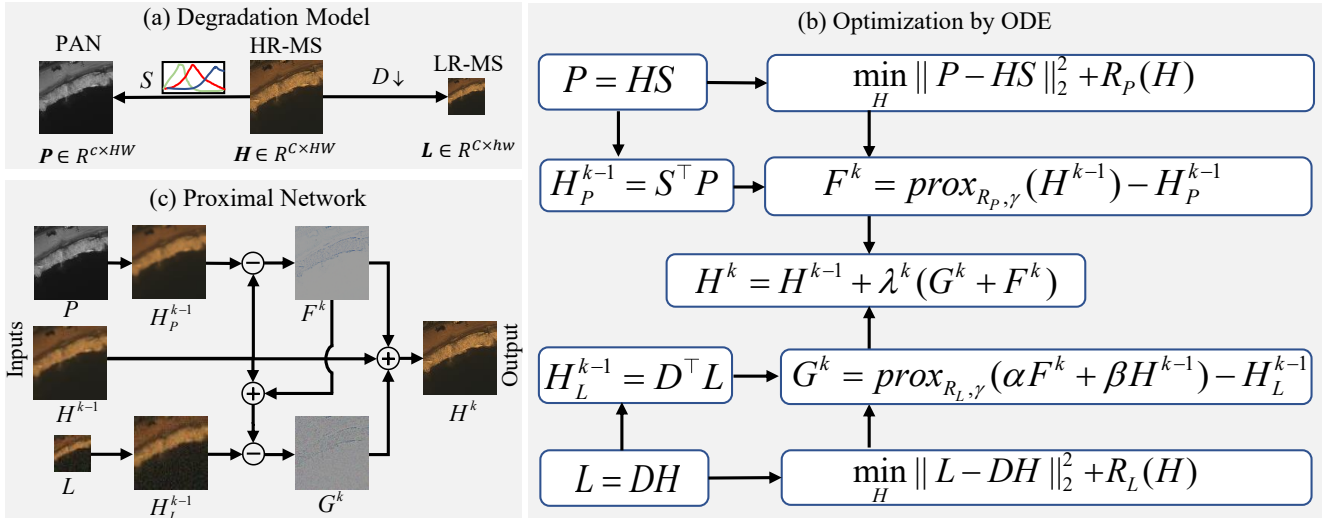 (a) Degradation Model
PAN
HR-MS
LR-MS
S
D↓
P ∈ R^{c×HW}
H ∈ R^{C×HW}
L ∈ R^{C×hw}
(c) Proximal Network
Inputs
P
H_P^{k-1}
F^k
H^{k-1}
H^k
Output
L
H_L^{k-1}
G^k
(b) Optimization by ODE
P = HS
min_H || P - HS ||_2^2 + R_P(H)
H_P^{k-1} = S^⊤ P
F^k = prox_{R_P,γ}(H^{k-1}) - H_P^{k-1}
H^k = H^{k-1} + λ^k(G^k + F^k)
H_L^{k-1} = D^⊤ L
G^k = prox_{R_L,γ}(αF^k + βH^{k-1}) - H_L^{k-1}
L = DH
min_H || L - DH ||_2^2 + R_L(H)